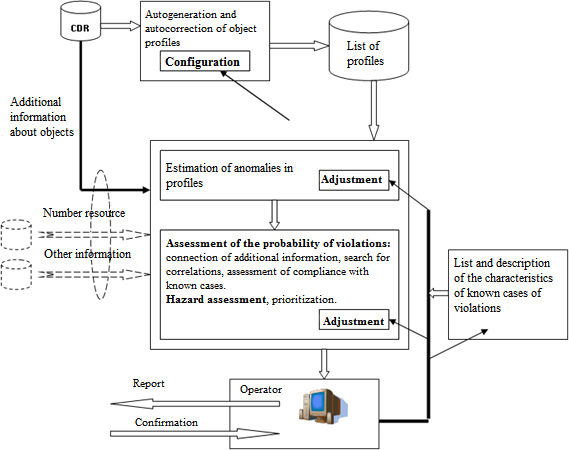 CDR
Autogeneration and
autocorrection of object
profiles
Configuration
List of
profiles
Additional
information
about objects
Estimation of anomalies in
profiles
Adjustment
Number resource
Other information
Assessment of the probability of violations:
connection of additional information, search for
correlations, assessment of compliance with
known cases.
Hazard assessment, prioritization.
Adjustment
List and description
of the characteristics
of known cases of
violations
Report
Operator
Confirmation